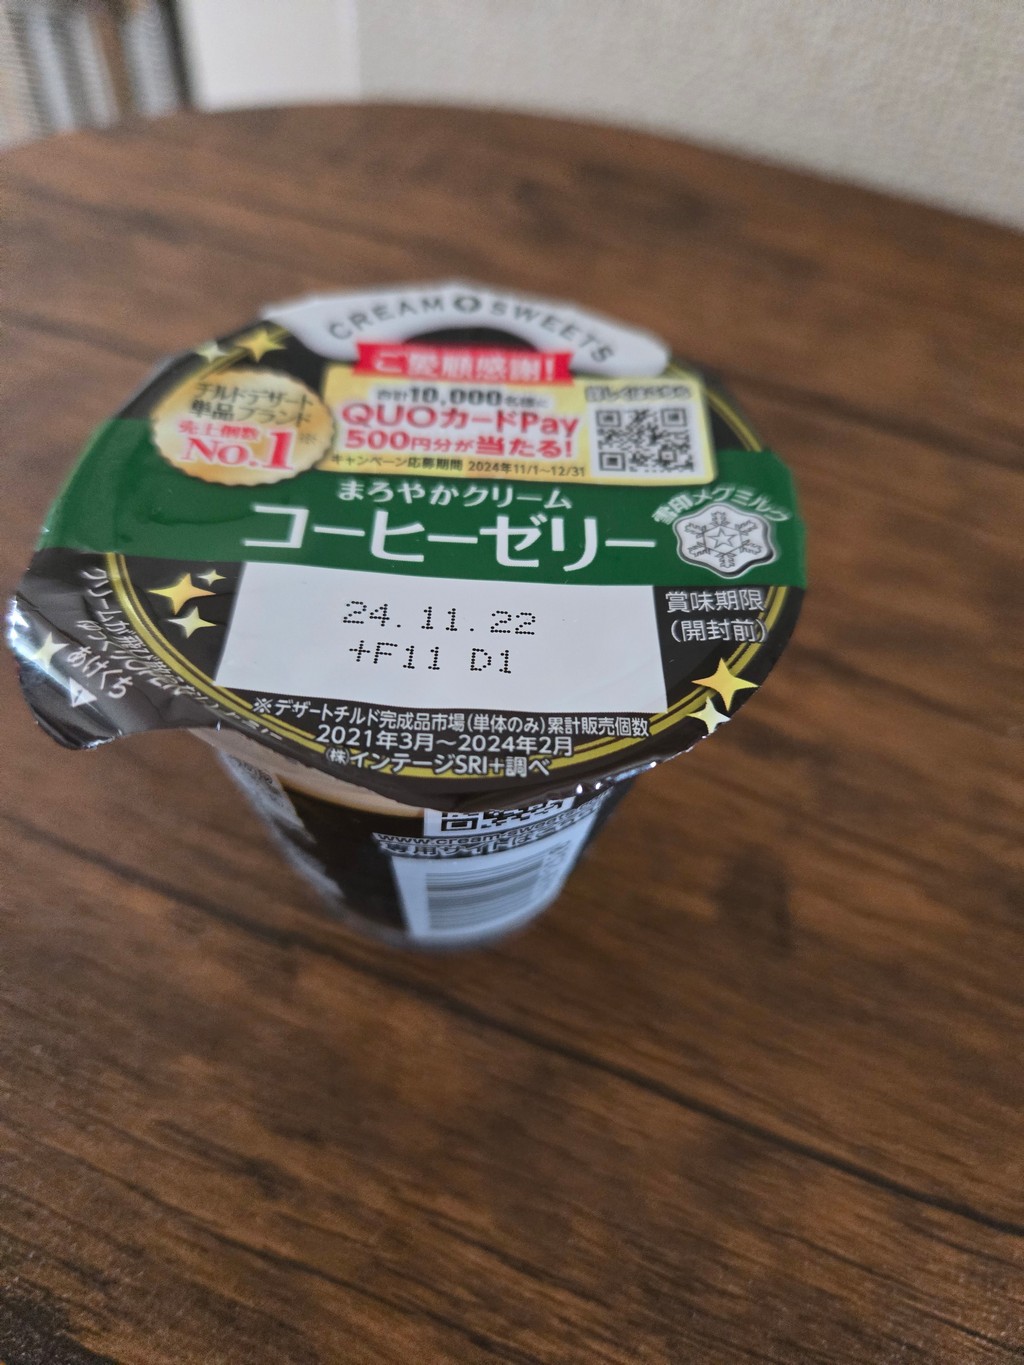 CREAM SWEETS
ご愛顧感謝!
チルドデザート
単品ブランド
売上個数※
No.1
合計10,000名様に
QUOカードPay
500円分が当たる!
キャンペーン応募期間 2024年11/1~12/31
詳しくはこちら
まろやかクリーム
コーヒーゼリー
雪印メグミルク
24.11.22
+F11 D1
賞味期限
(開封前)
あけくち
※デザートチルド完成品市場(単体のみ)累計販売個数
2021年3月~2024年2月
㈱インテージSRI+調べ